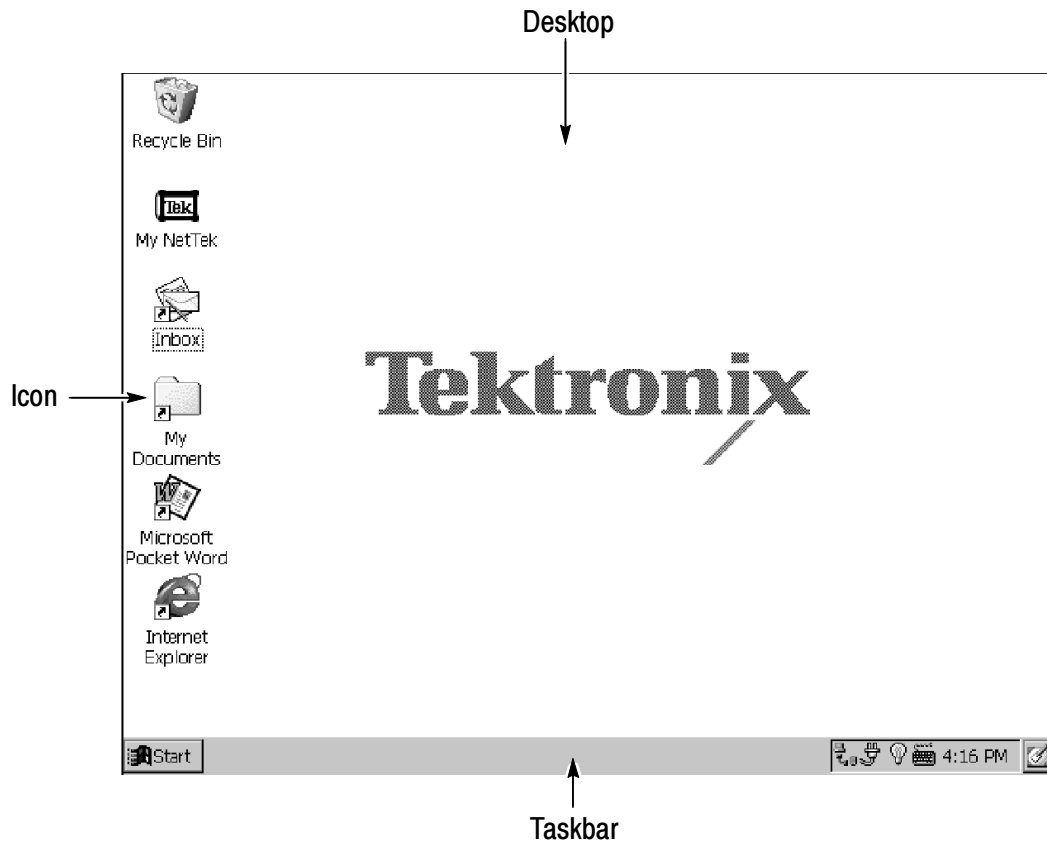 Desktop
Recycle Bin
Tek
My NetTek
Inbox
Icon
My
Documents
W
Microsoft
Pocket Word
Internet
Explorer
Tektronix
Start
4:16 PM
Taskbar